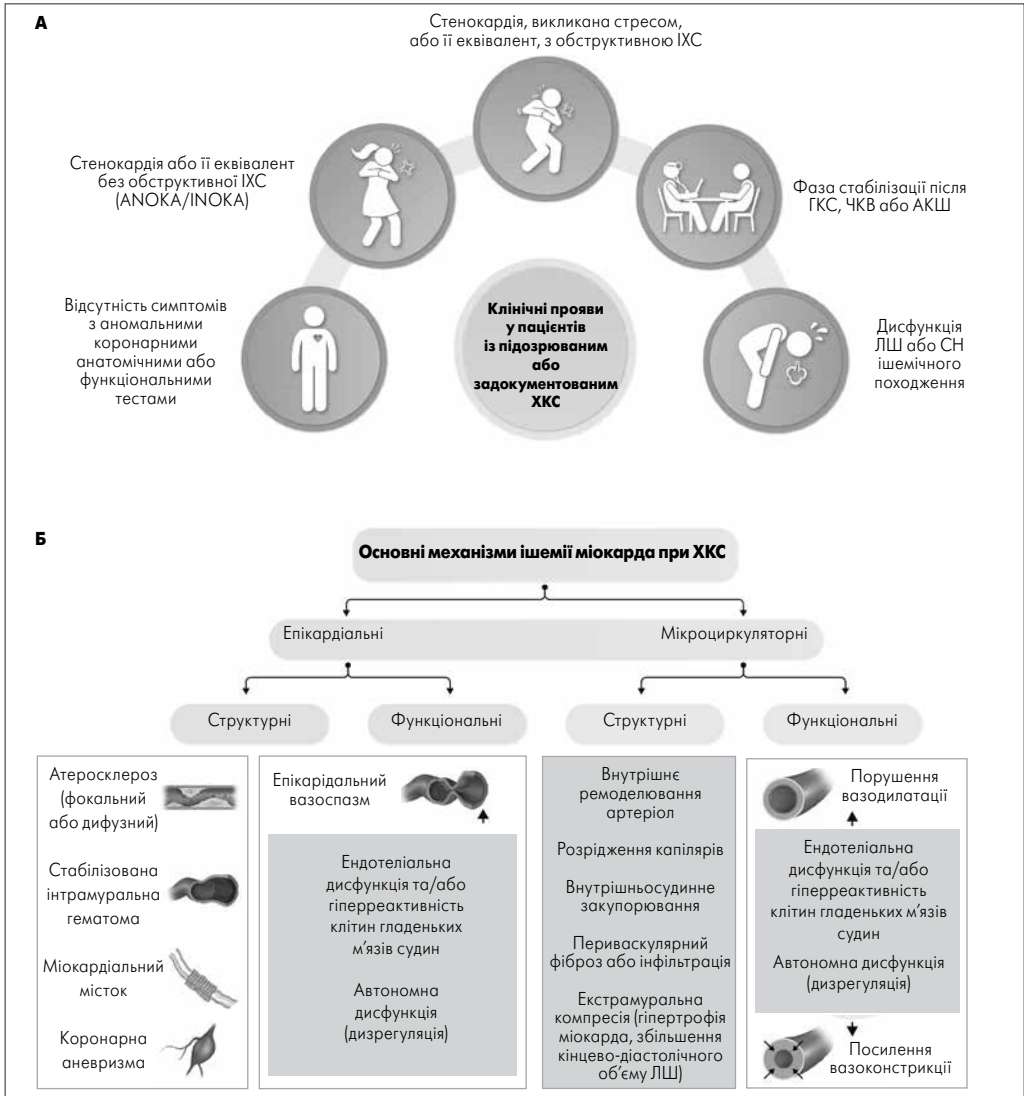 А
Стенокардія, викликана стресом,
або її еквівалент, з обструктивною ІХС
Стенокардія або її еквівалент
без обструктивної ІХС
(ANOKA/INOKA)
Фаза стабілізації після
ГКС, ЧКВ або АКШ
Відсутність симптомів
з аномальними
коронарними
анатомічними або
функціональними
тестами
Клінічні прояви
у пацієнтів
із підозрюваним
або
задокументованим
ХКС
Дисфункція
ЛШ або СН
ішемічного
походження
Б
Основні механізми ішемії міокарда при ХКС
Епікардіальні
Мікроциркуляторні
Структурні
Функціональні
Структурні
Функціональні
Атеросклероз
(фокальний
або дифузний)
Стабілізована
інтрамуральна
гематома
Міокардіальний
місток
Коронарна
аневризма
Епікарідальний
вазоспазм
Ендотеліальна
дисфункція та/або
гіперреактивність
клітин гладеньких
м’язів судин
Автономна
дисфункція
(дизрегуляція)
Внутрішнє
ремоделювання
артеріол
Розрідження капілярів
Внутрішньосудинне
закупорювання
Периваскулярний
фіброз або інфільтрація
Екстрамуральна
компресія (гіпертрофія
міокарда, збільшення
кінцево-діастолічного
об’єму ЛШ)
Порушення
вазодилатації
Ендотеліальна
дисфункція та/або
гіперреактивність
клітин гладеньких м’язів
судин
Автономна дисфункція
(дизрегуляція)
Посилення
вазоконстрикції